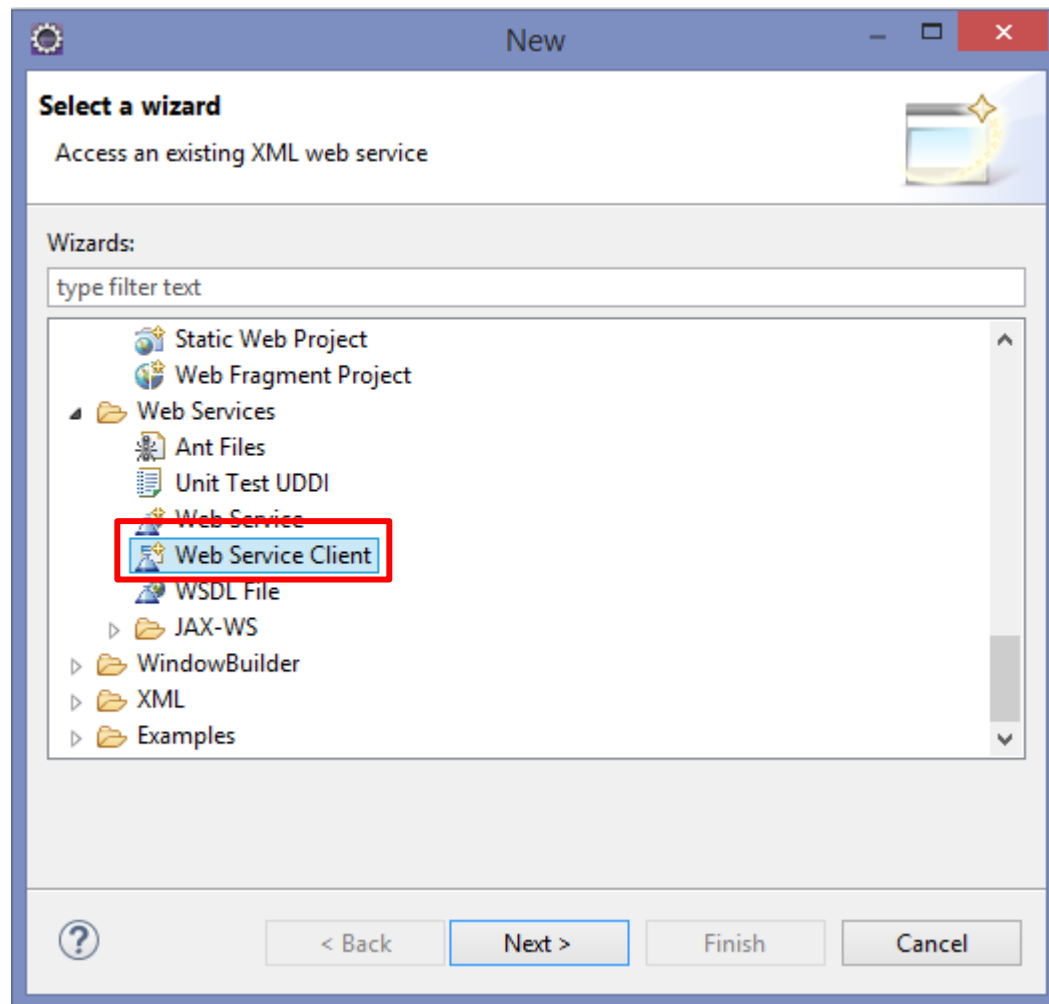 New
Select a wizard
Access an existing XML web service
Wizards:
type filter text
Static Web Project
Web Fragment Project
Web Services
Ant Files
Unit Test UDDI
Web Service
Web Service Client
WSDL File
JAX-WS
WindowBuilder
XML
Examples
? < Back Next > Finish Cancel